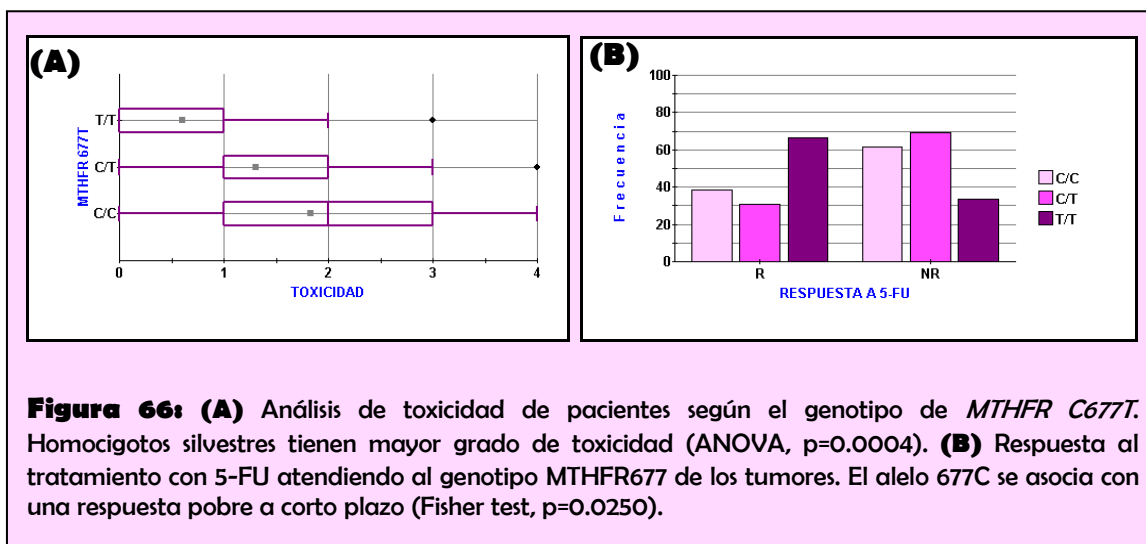 (A)
MTHFR 677T
T/T
C/T
C/C
0 1 2 3 4
TOXICIDAD
(B)
Frecuencia
100
80
60
40
20
0
R NR
RESPUESTA A 5-FU
C/C
C/T
T/T
Figura 66: (A) Análisis de toxicidad de pacientes según el genotipo de MTHFR C677T.
Homocigotos silvestres tienen mayor grado de toxicidad (ANOVA, p=0.0004). (B) Respuesta al
tratamiento con 5-FU atendiendo al genotipo MTHFR677 de los tumores. El alelo 677C se asocia con
una respuesta pobre a corto plazo (Fisher test, p=0.0250).